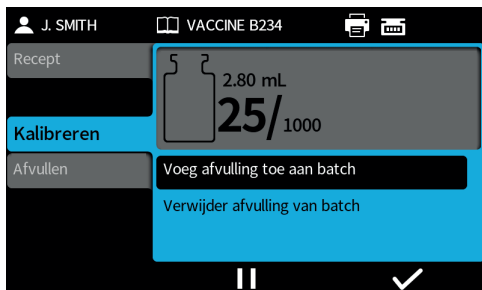 J. SMITH
VACCINE B234
Recept
2.80 mL
25/1000
Kalibreren
Afvullen
Voeg afvulling toe aan batch
Verwijder afvulling van batch